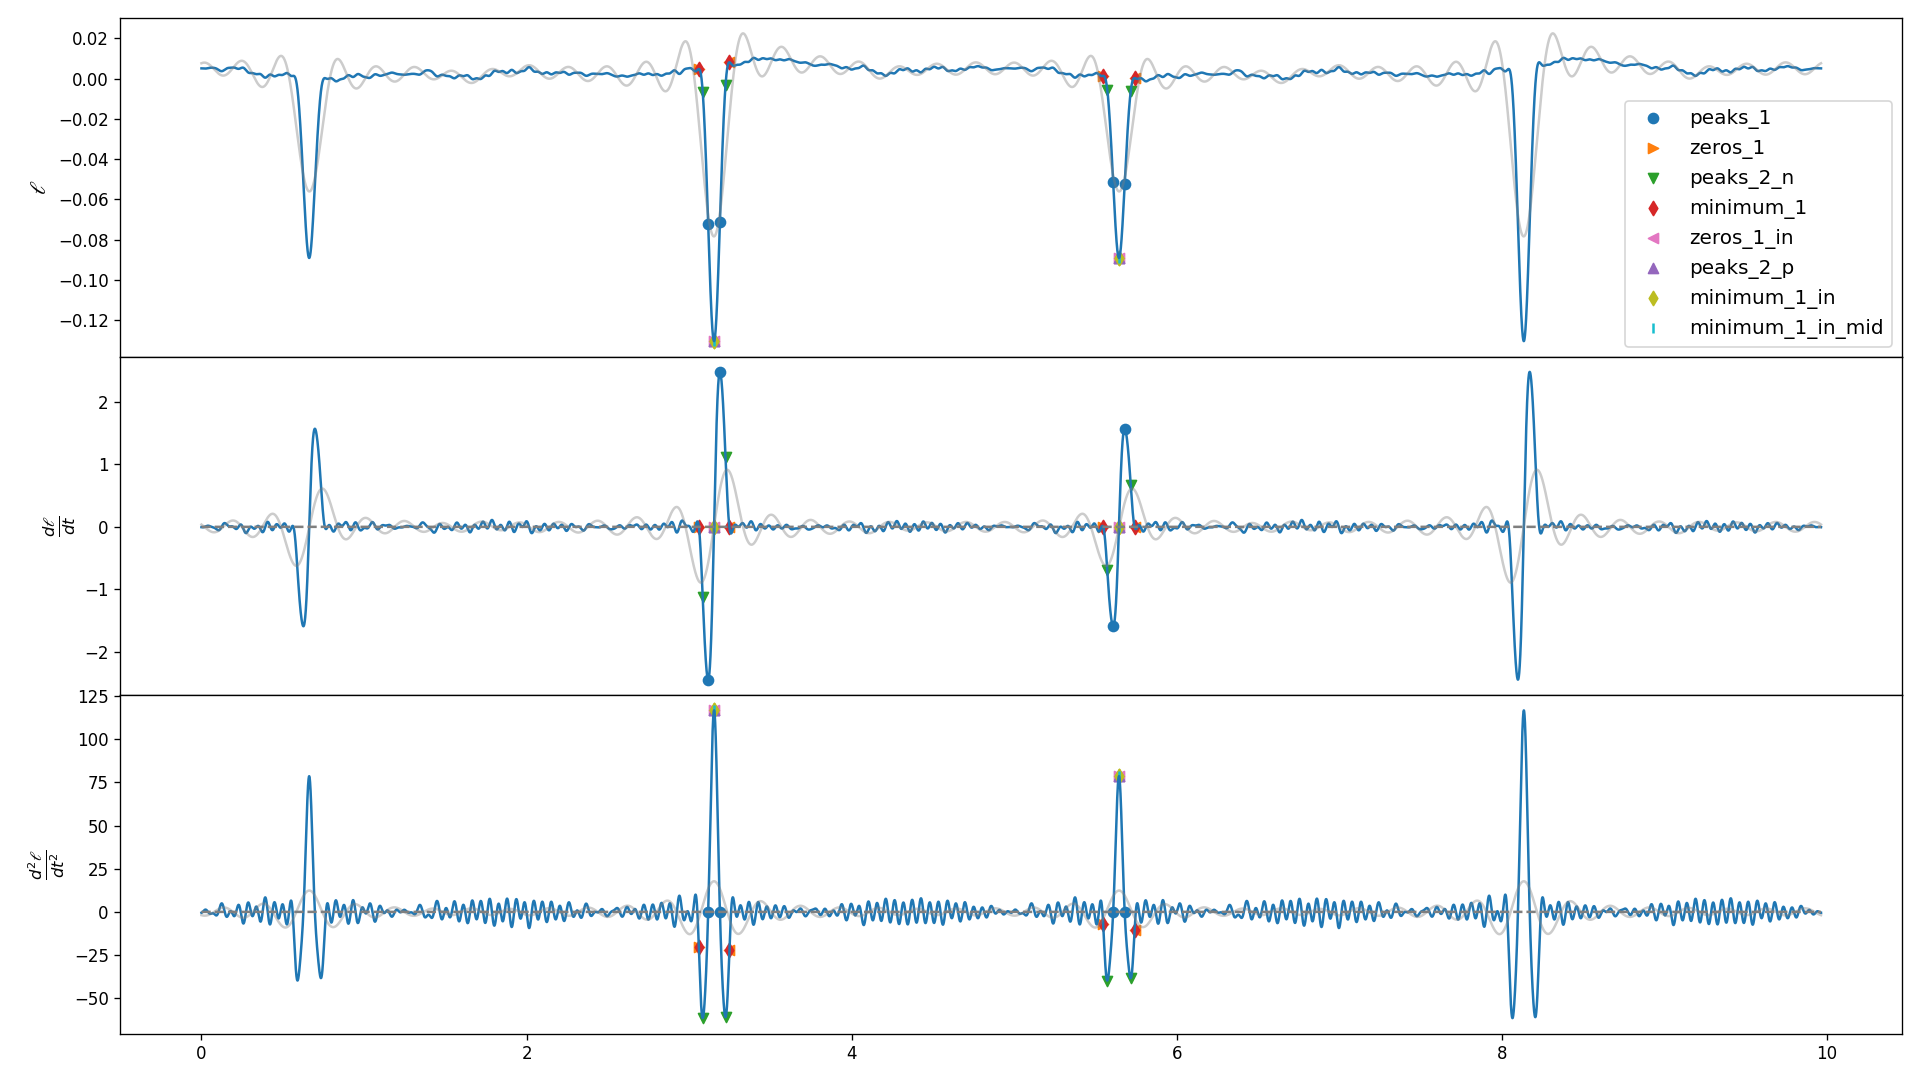 0.02
0.00
−0.02
−0.04
−0.06
−0.08
−0.10
−0.12
ℓ
peaks_1
zeros_1
peaks_2_n
minimum_1
zeros_1_in
peaks_2_p
minimum_1_in
minimum_1_in_mid
2
1
0
−1
−2
dℓ
dt
125
100
75
50
25
0
−25
−50
d²ℓ
dt²
0 2 4 6 8 10